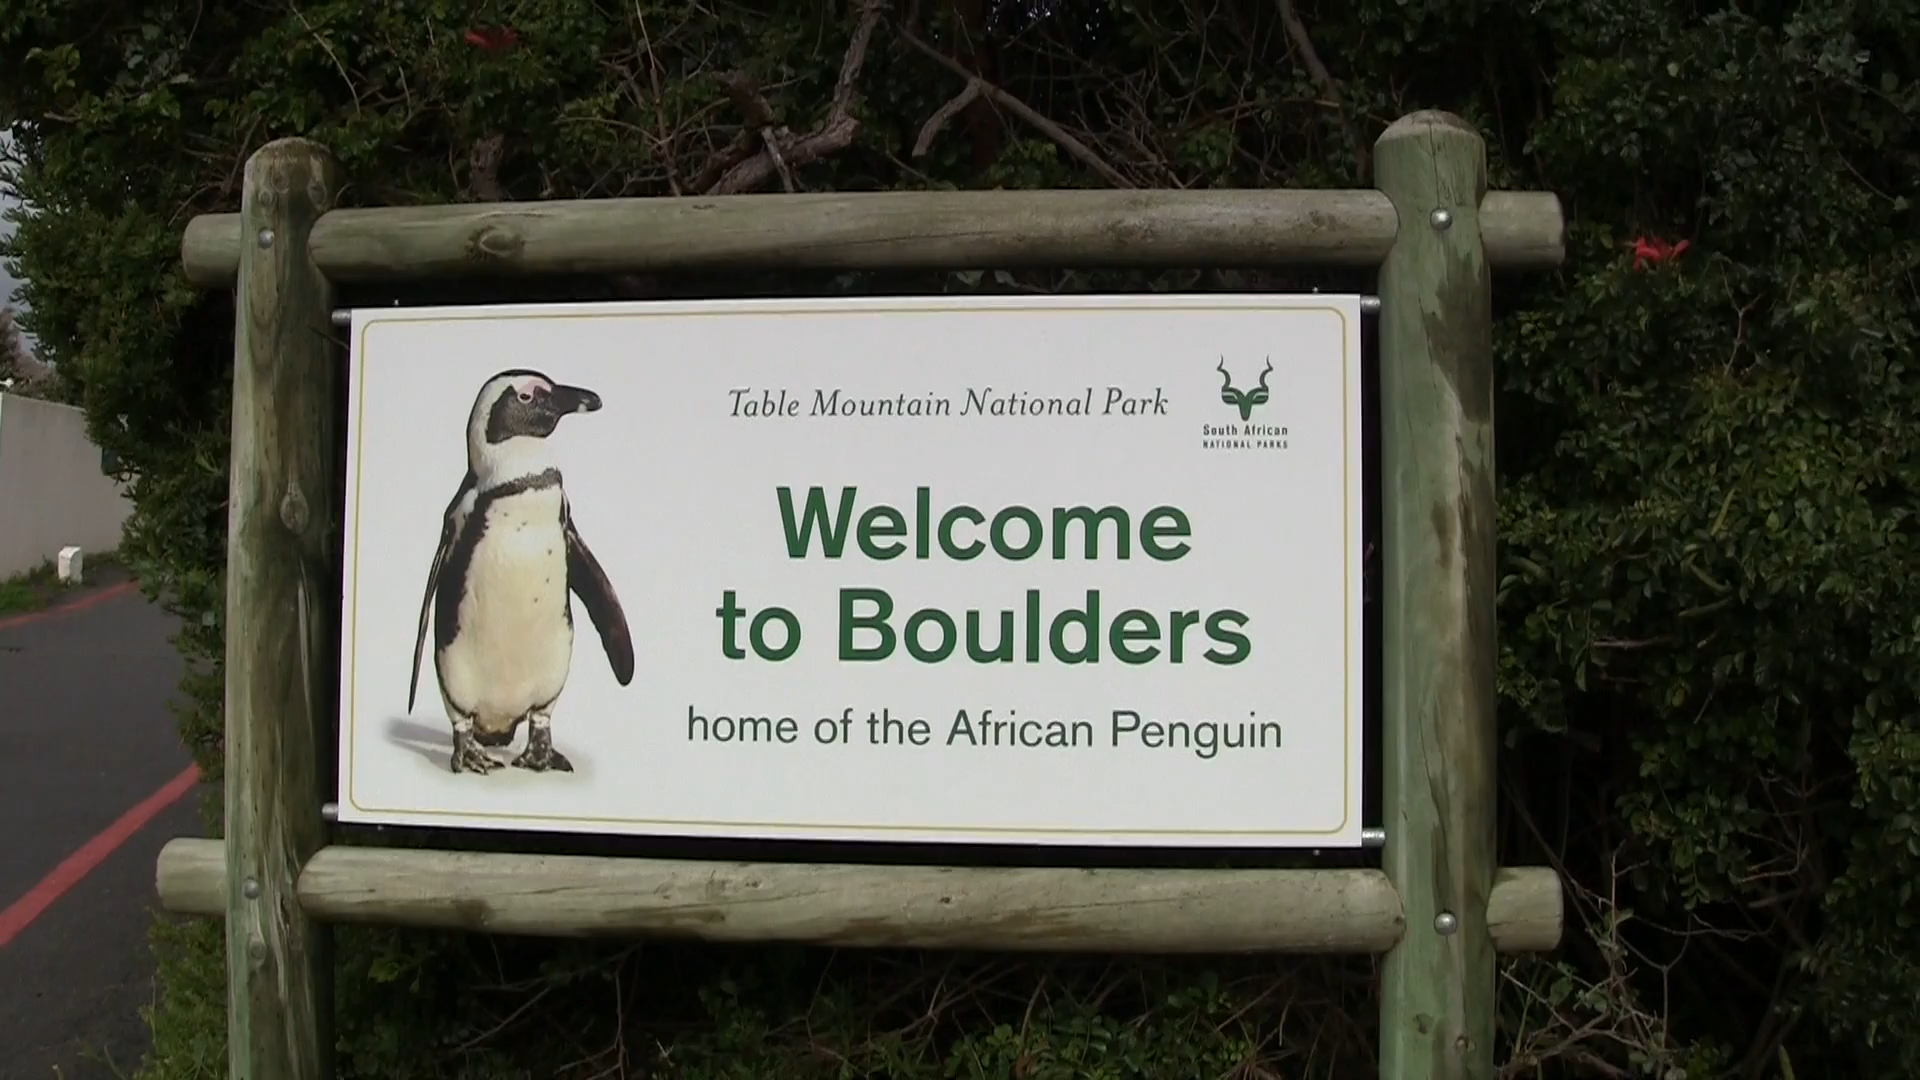 Table Mountain National Park
South African
NATIONAL PARKS
Welcome
to Boulders
home of the African Penguin